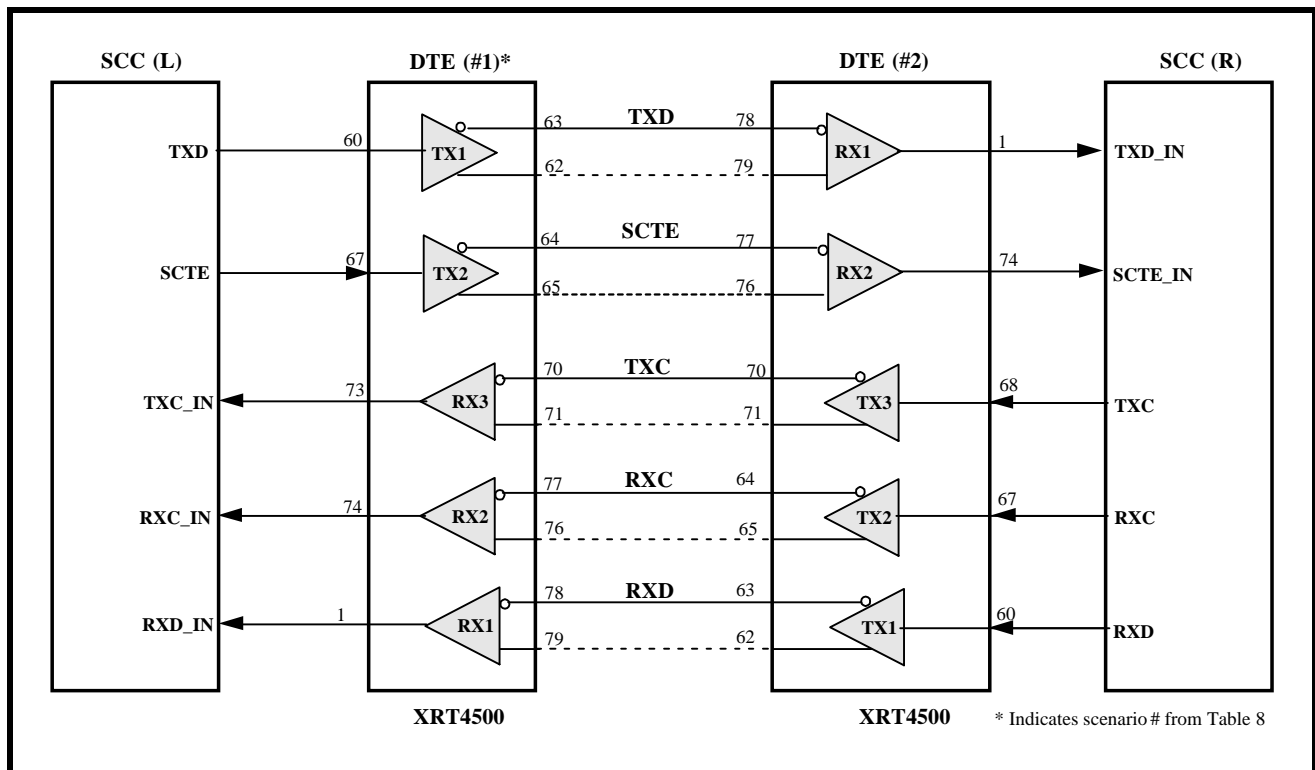 SCC (L) DTE (#1)* DTE (#2) SCC (R)
63 TXD 78
TXD 60 TX1 RX1 1 TXD_IN
62 79
64 SCTE 77
SCTE 67 TX2 RX2 74 SCTE_IN
65 76
70 TXC 70
TXC_IN 73 RX3 TX3 68 TXC
71 71
77 RXC 64
RXC_IN 74 RX2 TX2 67 RXC
76 65
78 RXD 63
RXD_IN 1 RX1 TX1 60 RXD
79 62
XRT4500 XRT4500 * Indicates scenario # from Table 8